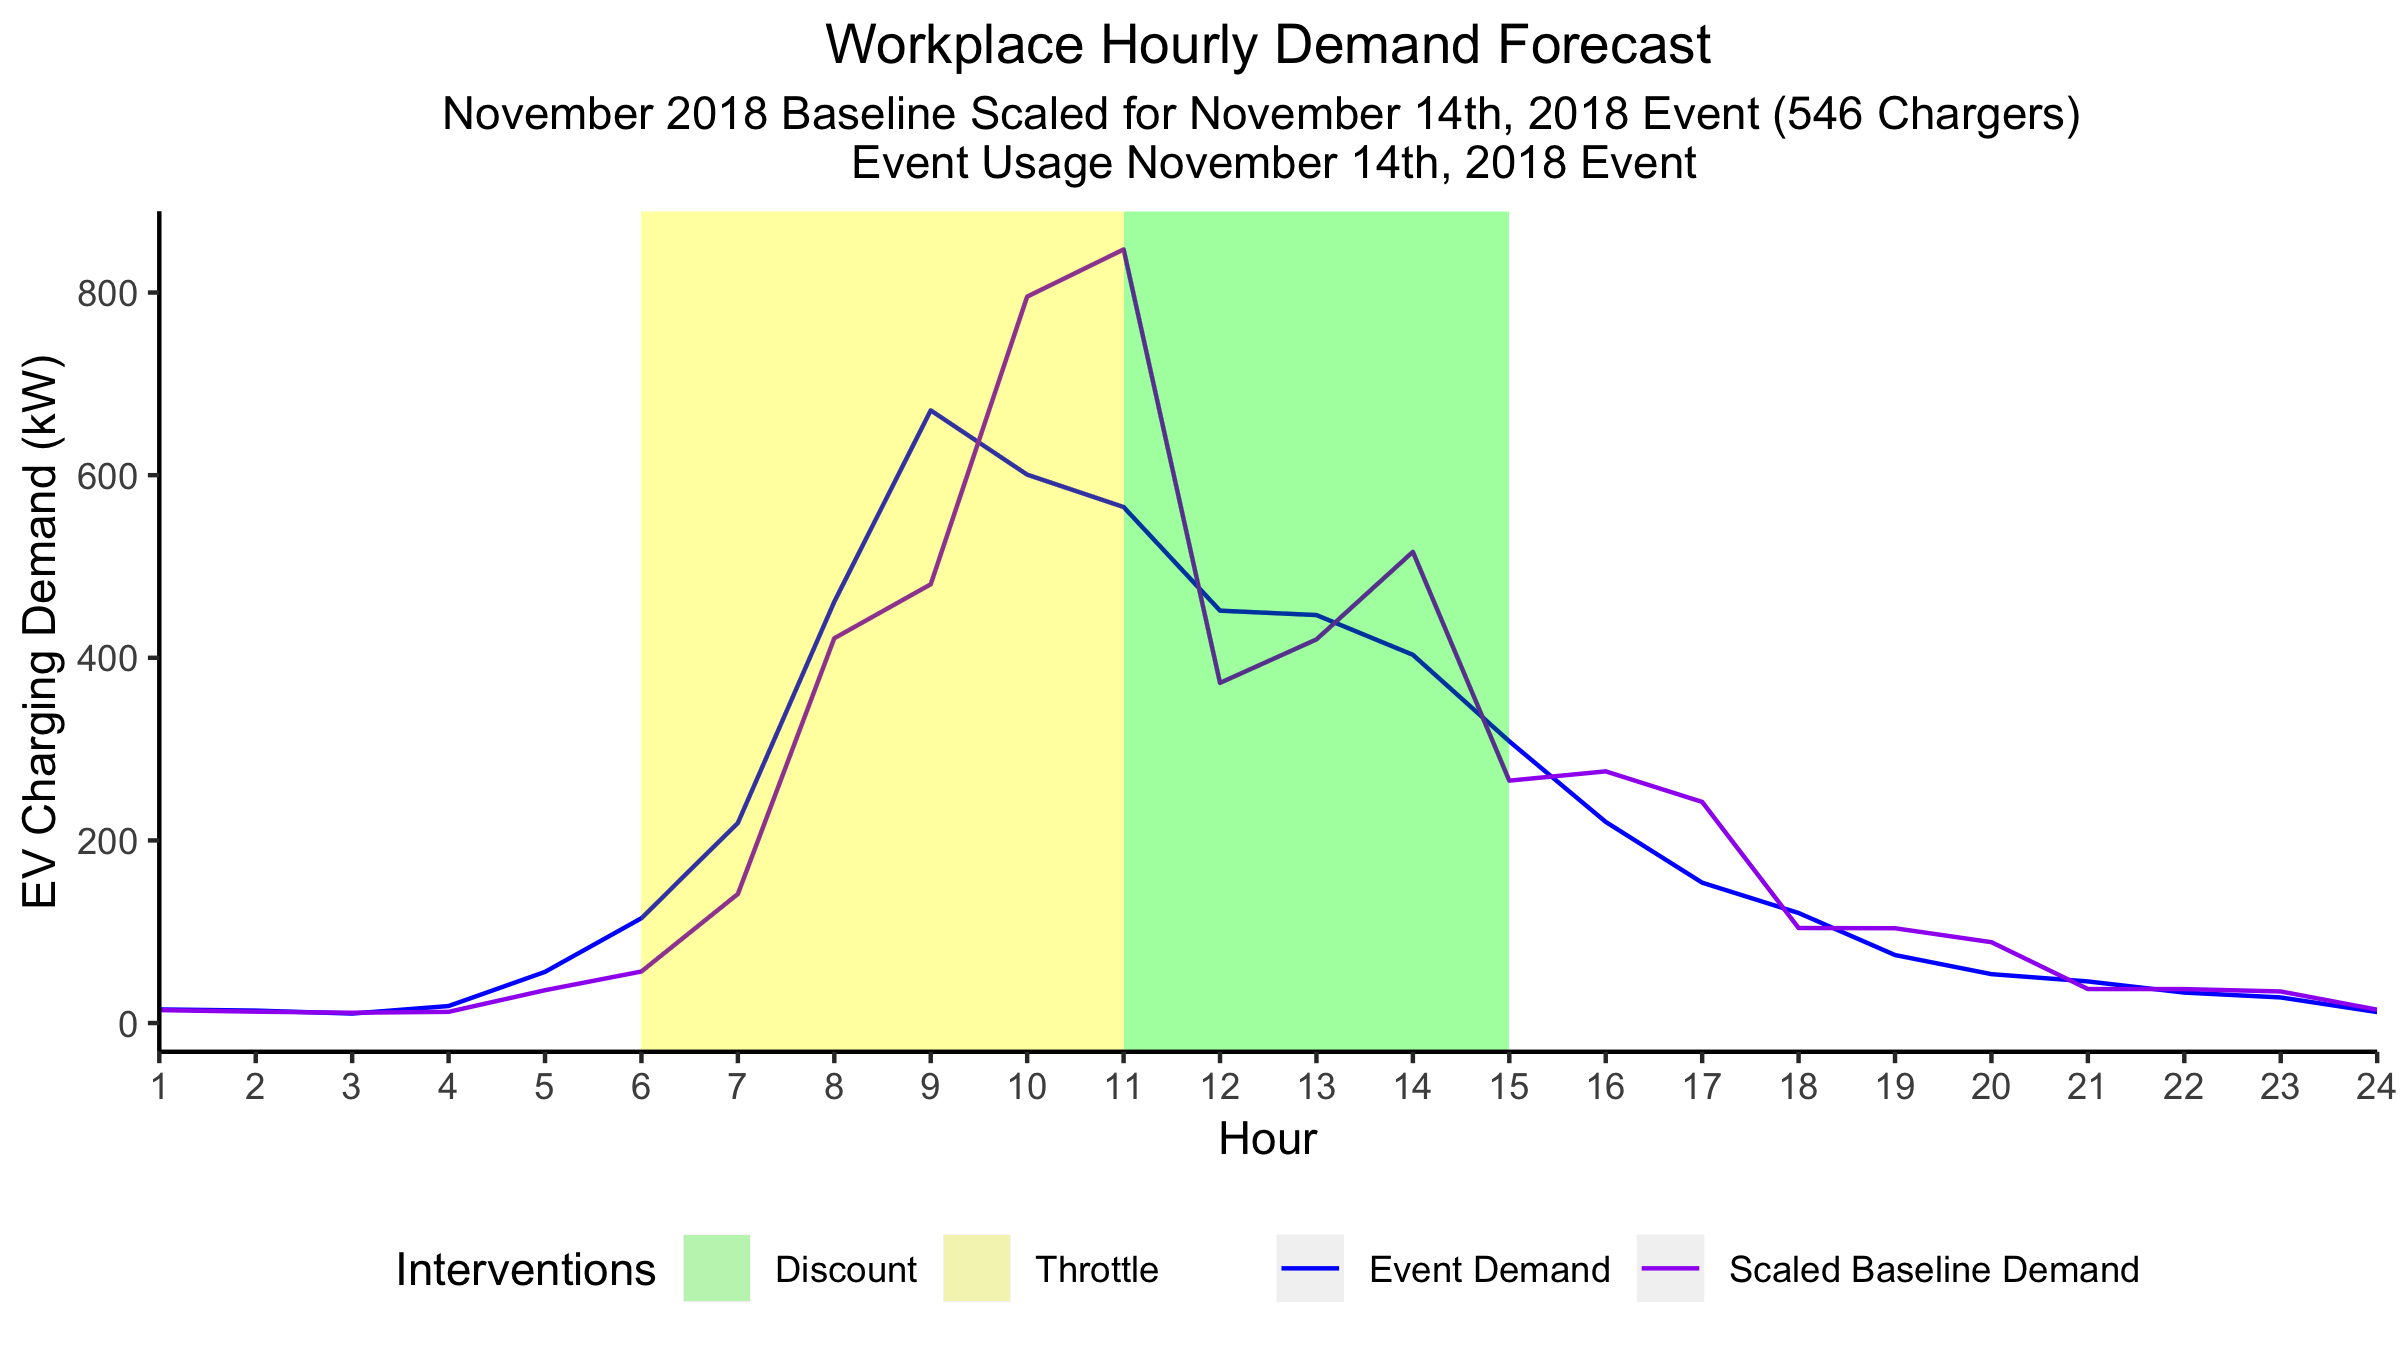 Workplace Hourly Demand Forecast
November 2018 Baseline Scaled for November 14th, 2018 Event (546 Chargers)
Event Usage November 14th, 2018 Event
EV Charging Demand (kW)
800
600
400
200
0
1 2 3 4 5 6 7 8 9 10 11 12 13 14 15 16 17 18 19 20 21 22 23 24
Hour
Interventions Discount Throttle Event Demand Scaled Baseline Demand